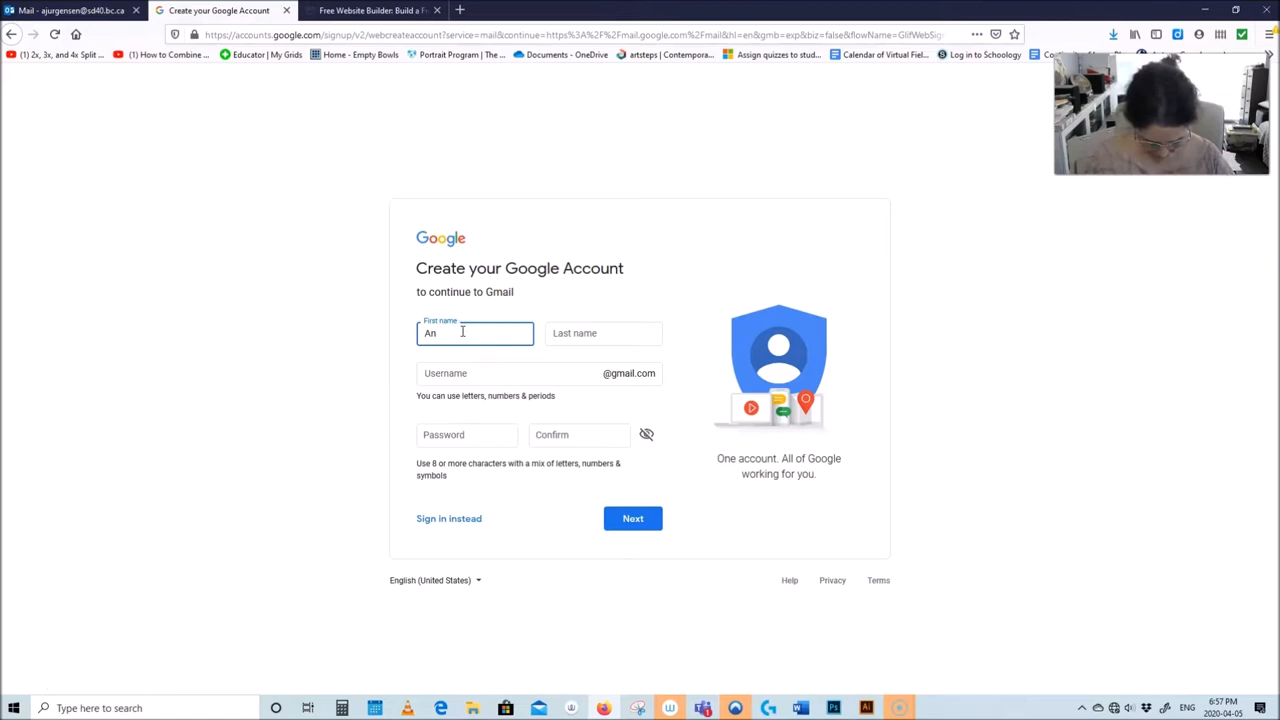 Mail - ajurgensen@sd40.bc.ca
Create your Google Account
Free Website Builder: Build a Fr
https://accounts.google.com/signup/v2/webcreateaccount?service=mail&continue=https%3A%2F%2Fmail.google.com%2Fmail&hl=en&gmb=exp&biz=false&flowName=GlifWebSig
(1) 2x, 3x, and 4x Split ...
(1) How to Combine ...
Educator | My Grids
Home - Empty Bowls
Portrait Program | The ...
Documents - OneDrive
artsteps | Contempora...
Assign quizzes to stud...
Calendar of Virtual Fiel...
Log in to Schoology
Google
Create your Google Account
to continue to Gmail
First name
An
Last name
Username
@gmail.com
You can use letters, numbers & periods
Password
Confirm
Use 8 or more characters with a mix of letters, numbers &
symbols
One account. All of Google
working for you.
Sign in instead
Next
English (United States)
Help
Privacy
Terms
Type here to search
ENG
6:57 PM
2020-04-05